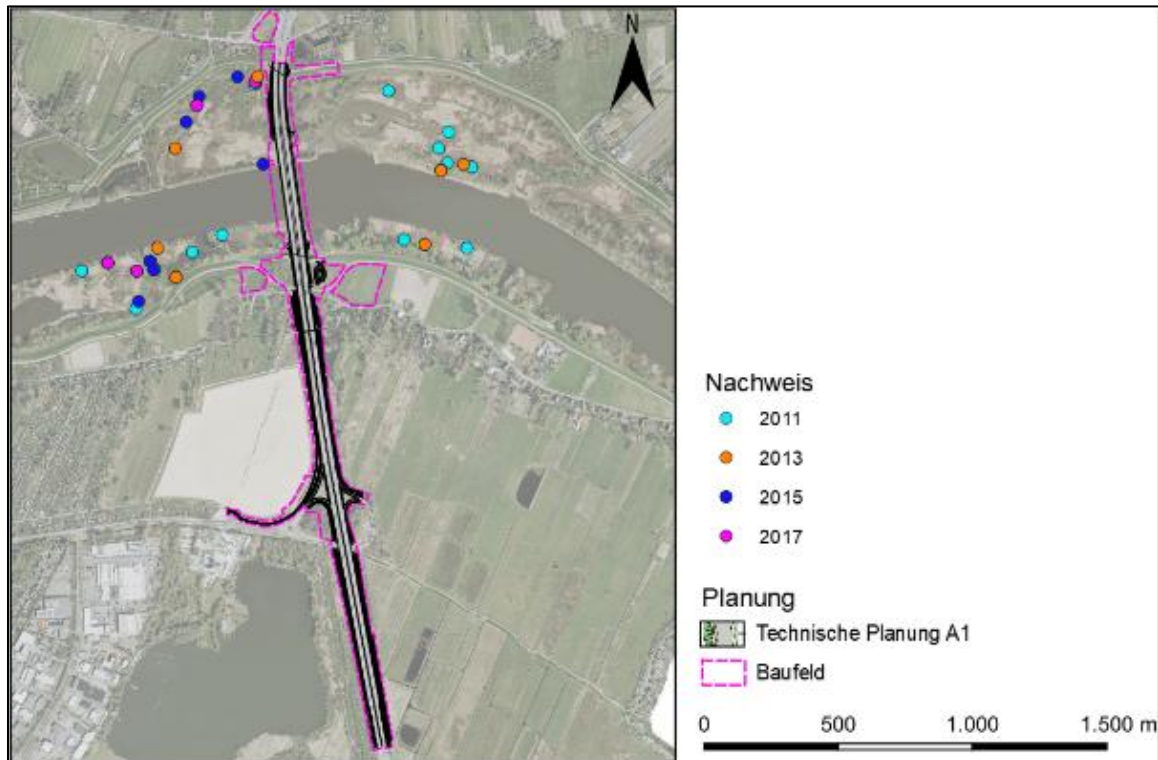 N
Nachweis
2011
2013
2015
2017
Planung
Technische Planung A1
Baufeld
0 500 1.000 1.500 m